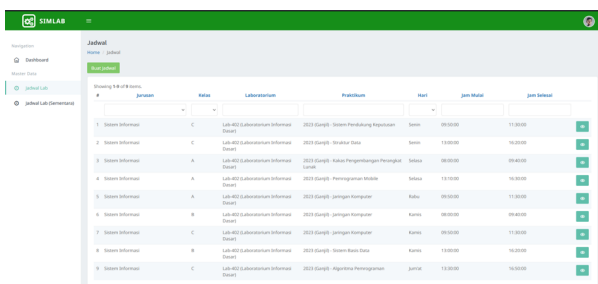 SIMLAB
Navigation
Dashboard
Master Data
Jadwal Lab
Jadwal Lab (Sementara)
Jadwal
Home / Jadwal
Buat Jadwal
Showing 1-9 of 9 items.
# Jurusan Kelas Laboratorium Praktikum Hari Jam Mulai Jam Selesai
1 Sistem Informasi C Lab-402 (Laboratorium Informasi Dasar) 2023 (Ganjil) - Sistem Pendukung Keputusan Senin 09:50:00 11:30:00
2 Sistem Informasi C Lab-402 (Laboratorium Informasi Dasar) 2023 (Ganjil) - Struktur Data Senin 13:00:00 16:20:00
3 Sistem Informasi A Lab-402 (Laboratorium Informasi Dasar) 2023 (Ganjil) - Kakas Pengembangan Perangkat Lunak Selasa 08:00:00 09:40:03
4 Sistem Informasi A Lab-402 (Laboratorium Informasi Dasar) 2023 (Ganjil) - Pemrograman Mobile Selasa 13:10:00 16:30:00
5 Sistem Informasi A Lab-402 (Laboratorium Informasi Dasar) 2023 (Ganjil) - Jaringan Komputer Rabu 09:50:00 11:30:00
6 Sistem Informasi B Lab-402 (Laboratorium Informasi Dasar) 2023 (Ganjil) - Jaringan Komputer Kamis 08:00:00 09:40:00
7 Sistem Informasi C Lab-402 (Laboratorium Informasi Dasar) 2023 (Ganjil) - Jaringan Komputer Kamis 09:50:00 11:30:03
8 Sistem Informasi B Lab-402 (Laboratorium Informasi Dasar) 2023 (Ganjil) - Sistem Basis Data Kamis 13:00:00 16:20:00
9 Sistem Informasi C Lab-402 (Laboratorium Informasi Dasar) 2023 (Ganjil) - Algoritma Pemrograman Jum'at 13:30:00 16:50:00